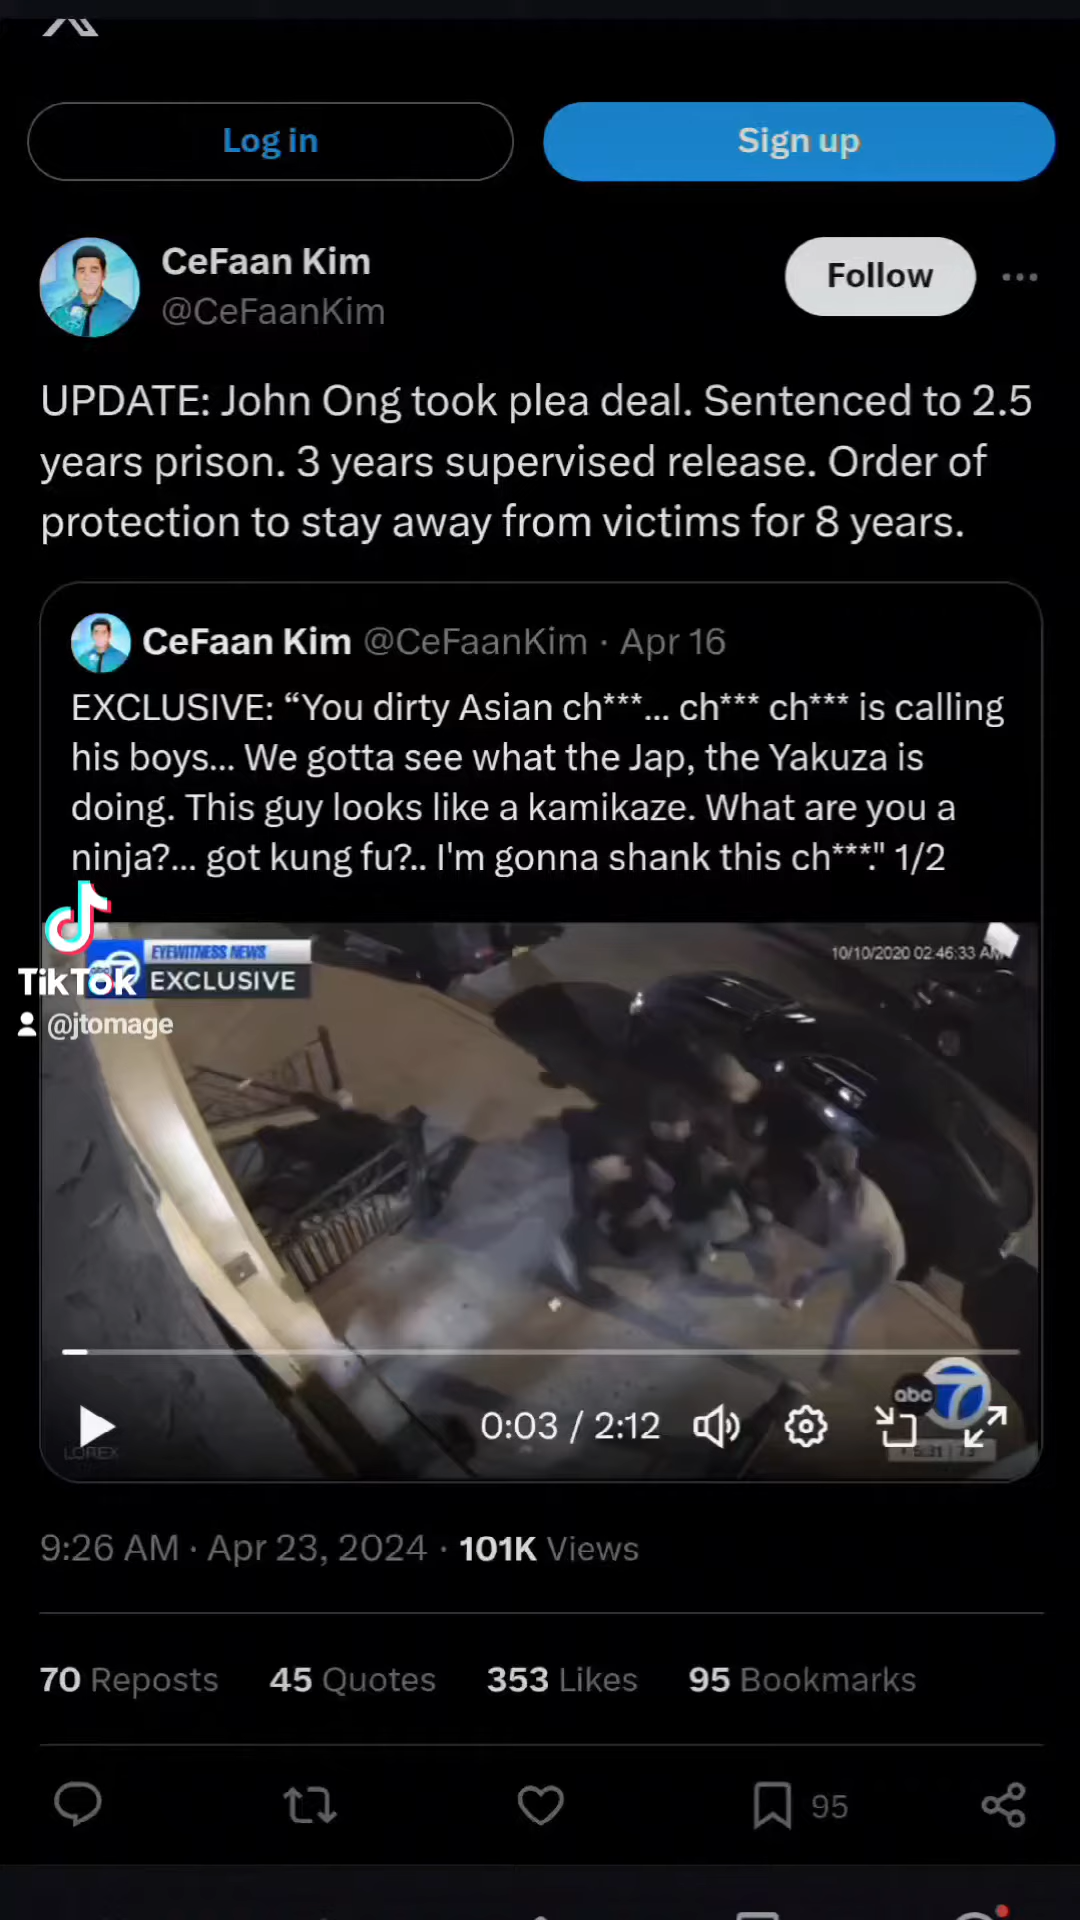 Log in
Sign up
CeFaan Kim
@CeFaanKim
Follow
UPDATE: John Ong took plea deal. Sentenced to 2.5
years prison. 3 years supervised release. Order of
protection to stay away from victims for 8 years.
CeFaan Kim @CeFaanKim · Apr 16
EXCLUSIVE: “You dirty Asian ch***... ch*** ch*** is calling
his boys... We gotta see what the Jap, the Yakuza is
doing. This guy looks like a kamikaze. What are you a
ninja?... got kung fu?.. I'm gonna shank this ch***." 1/2
EYEWITNESS NEWS
abc 7
EXCLUSIVE
10/10/2020 02:46:33 AM
TikTok
@jtomage
abc 7
0:03 / 2:12
LOREX
9:26 AM · Apr 23, 2024 · 101K Views
70 Reposts 45 Quotes 353 Likes 95 Bookmarks
95